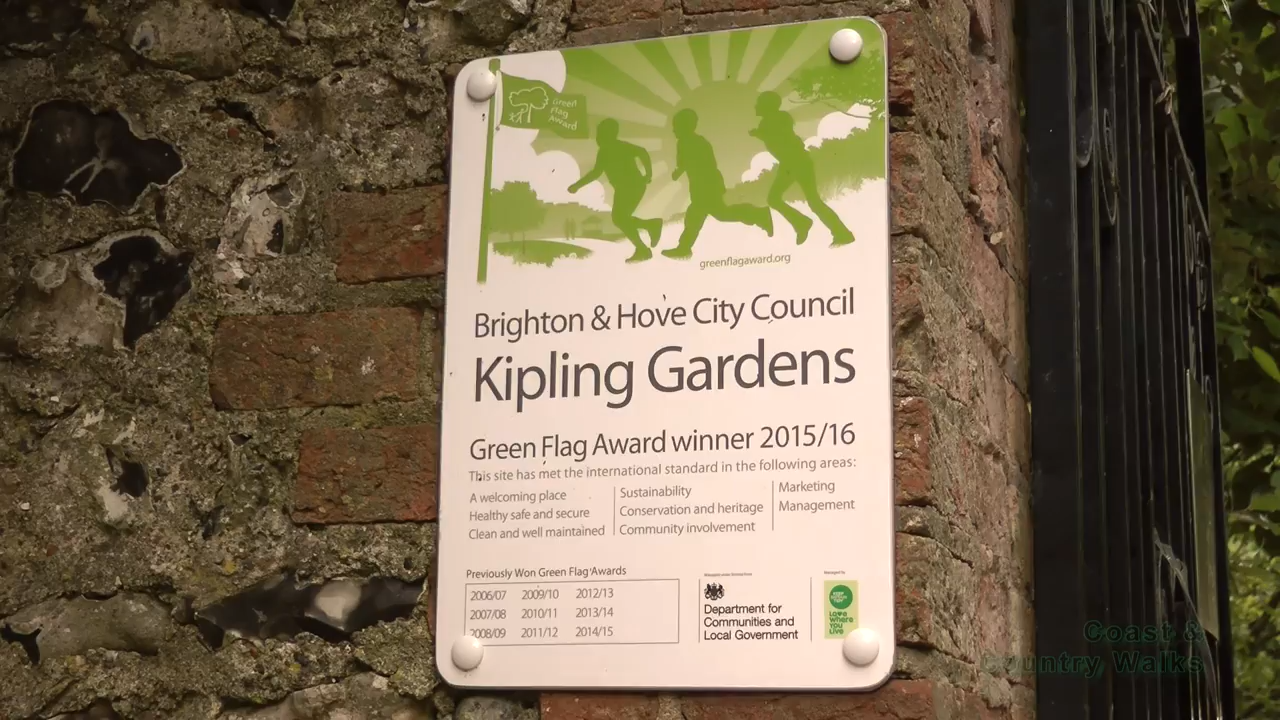 Green
Flag
Award
greenflagaward.org
Brighton & Hove City Council
Kipling Gardens
Green Flag Award winner 2015/16
This site has met the international standard in the following areas:
A welcoming place
Healthy safe and secure
Clean and well maintained
Sustainability
Conservation and heritage
Community involvement
Marketing
Management
Previously Won Green Flag Awards
2006/07 2009/10 2012/13
2007/08 2010/11 2013/14
2008/09 2011/12 2014/15
Department for
Communities and
Local Government
Managed by
LOVE
where
YOU
LIVE
Coast &
Country Walks